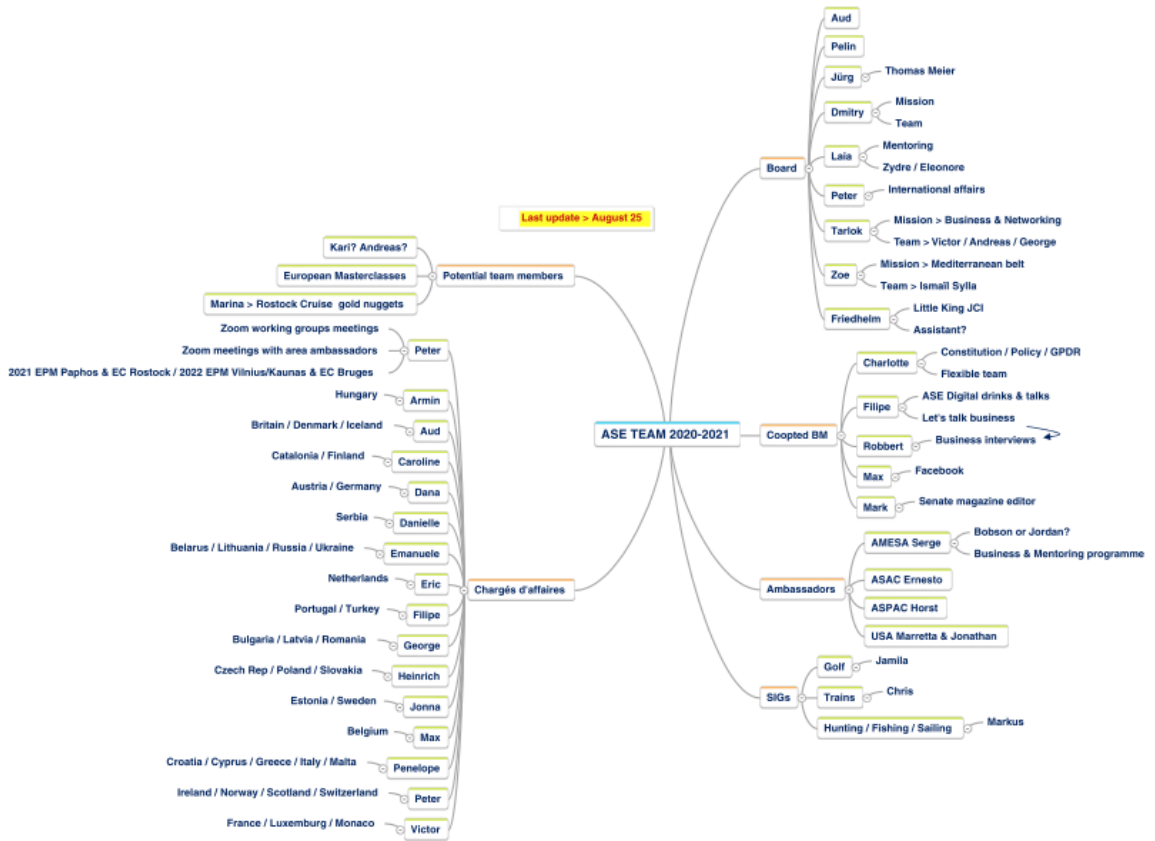 ASE TEAM 2020-2021
Last update > August 25
Board
Aud
Pelin
Jürg
Thomas Meier
Dmitry
Mission
Team
Laia
Mentoring
Zydre / Eleonore
Peter
International affairs
Tarlok
Mission > Business & Networking
Team > Victor / Andreas / George
Zoe
Mission > Mediterranean belt
Team > Ismaïl Sylla
Friedhelm
Little King JCI
Assistant?
Coopted BM
Charlotte
Constitution / Policy / GPDR
Flexible team
Filipe
ASE Digital drinks & talks
Let's talk business
Robbert
Business interviews
Max
Facebook
Mark
Senate magazine editor
Ambassadors
AMESA Serge
Bobson or Jordan?
Business & Mentoring programme
ASAC Ernesto
ASPAC Horst
USA Marretta & Jonathan
SIGs
Golf
Jamila
Trains
Chris
Hunting / Fishing / Sailing
Markus
Potential team members
Kari? Andreas?
European Masterclasses
Marina > Rostock Cruise gold nuggets
Chargés d'affaires
Peter
Zoom working groups meetings
Zoom meetings with area ambassadors
2021 EPM Paphos & EC Rostock / 2022 EPM Vilnius/Kaunas & EC Bruges
Armin
Hungary
Aud
Britain / Denmark / Iceland
Caroline
Catalonia / Finland
Dana
Austria / Germany
Danielle
Serbia
Emanuele
Belarus / Lithuania / Russia / Ukraine
Eric
Netherlands
Filipe
Portugal / Turkey
George
Bulgaria / Latvia / Romania
Heinrich
Czech Rep / Poland / Slovakia
Jonna
Estonia / Sweden
Max
Belgium
Penelope
Croatia / Cyprus / Greece / Italy / Malta
Peter
Ireland / Norway / Scotland / Switzerland
Victor
France / Luxemburg / Monaco